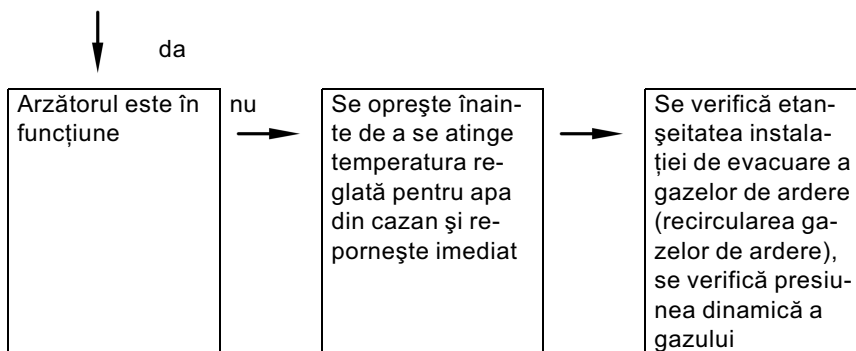 da
Arzătorul este în
funcţiune
nu
Se opreşte înain-
te de a se atinge
temperatura re-
glată pentru apa
din cazan şi re-
porneşte imediat
Se verifică etan-
şeitatea instala-
ţiei de evacuare a
gazelor de ardere
(recircularea ga-
zelor de ardere),
se verifică presiu-
nea dinamică a
gazului